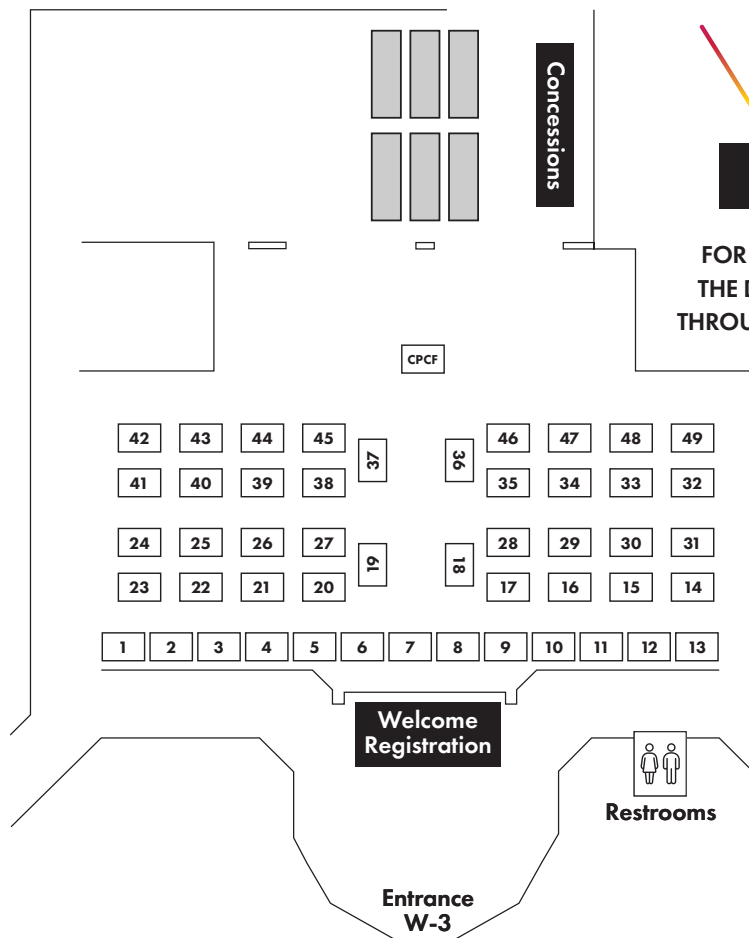 Concessions
FOR
THE D
THROU
CPCF
42 43 44 45 46 47 48 49
37 36
41 40 39 38 35 34 33 32
24 25 26 27 28 29 30 31
19 18
23 22 21 20 17 16 15 14
1 2 3 4 5 6 7 8 9 10 11 12 13
Welcome
Registration
Restrooms
Entrance
W-3